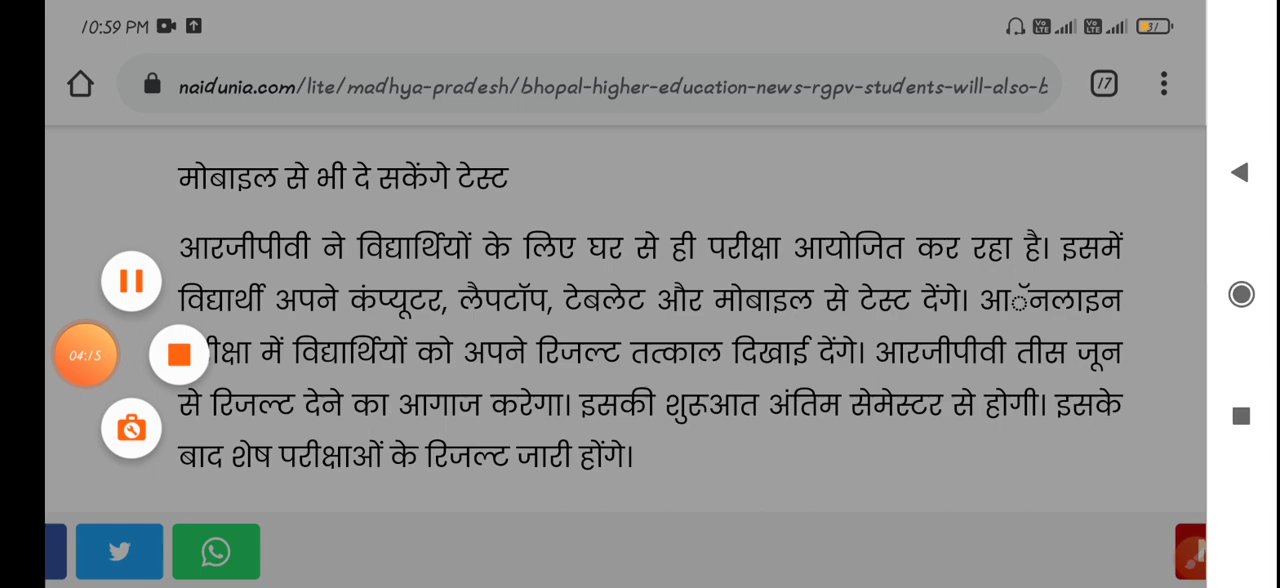 10:59 PM
31
naidunia.com/lite/madhya-pradesh/bhopal-higher-education-news-rgpv-students-will-also-b
17
मोबाइल से भी दे सकेंगे टेस्ट
आरजीपीवी ने विद्यार्थियों के लिए घर से ही परीक्षा आयोजित कर रहा है। इसमें
विद्यार्थी अपने कंप्यूटर, लैपटॉप, टेबलेट और मोबाइल से टेस्ट देंगे। आॅनलाइन
में विद्यार्थियों को अपने रिजल्ट तत्काल दिखाई देंगे। आरजीपीवी तीस जून
04:15
से रिजल्ट देने का आगाज करेगा। इसकी शुरूआत अंतिम सेमेस्टर से होगी। इसके
बाद शेष परीक्षाओं के रिजल्ट जारी होंगे।